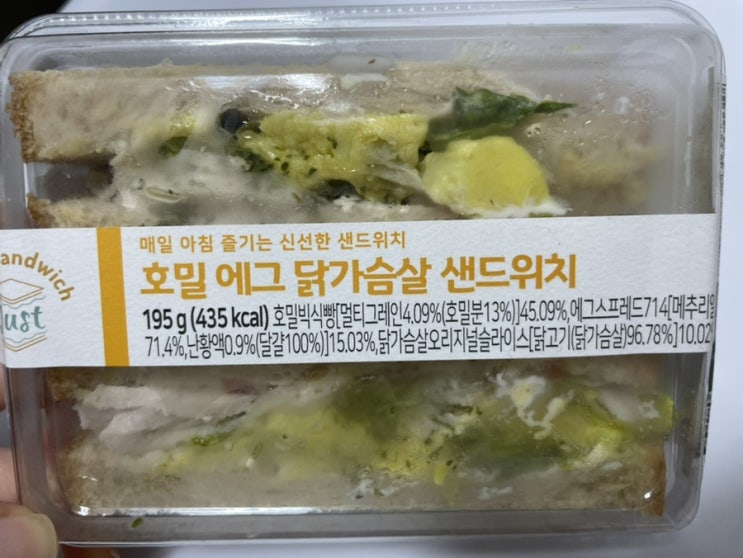 andwich
ust
매일 아침 즐기는 신선한 샌드위치
호밀 에그 닭가슴살 샌드위치
195 g (435 kcal) 호밀빅식빵[멀티그레인4.09%(호밀분13%)]45.09%,에그스프레드714[메추리알
71.4%,난황액0.9%(달걀100%)]15.03%,닭가슴살오리지널슬라이스[닭고기(닭가슴살)96.78%]10.02